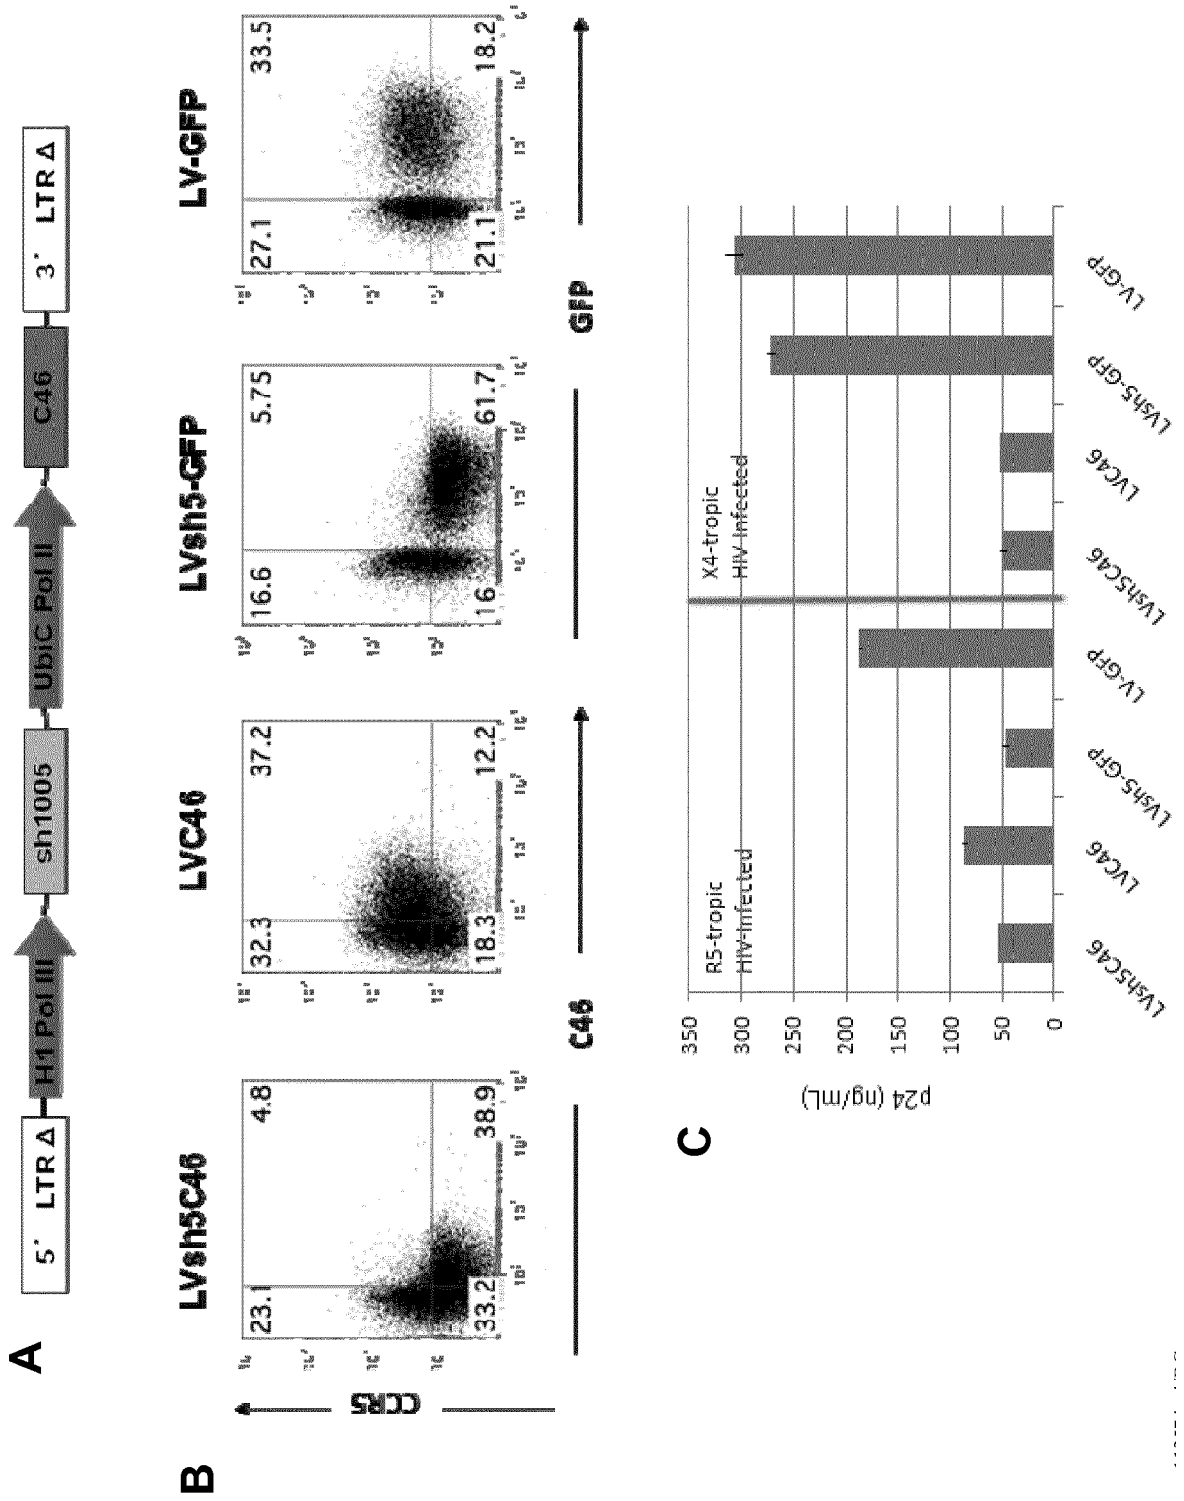 A
5' LTR Δ
H1 Pol III
sh1005
UbiC Pol II
C46
3' LTR Δ
B
LVsh5C46
LVC46
LVsh5-GFP
LV-GFP
CCR5
23.1
4.8
33.2
38.9
32.3
37.2
18.3
12.2
16.6
5.75
16
61.7
27.1
33.5
21.1
18.2
C46
GFP
C
p24 (ng/mL)
350
300
250
200
150
100
50
0
R5-tropic
HIV-infected
X4-tropic
HIV Infected
LVsh5C46
LVC46
LVsh5-GFP
LV-GFP
LVsh5C46
LVC46
LVsh5-GFP
LV-GFP